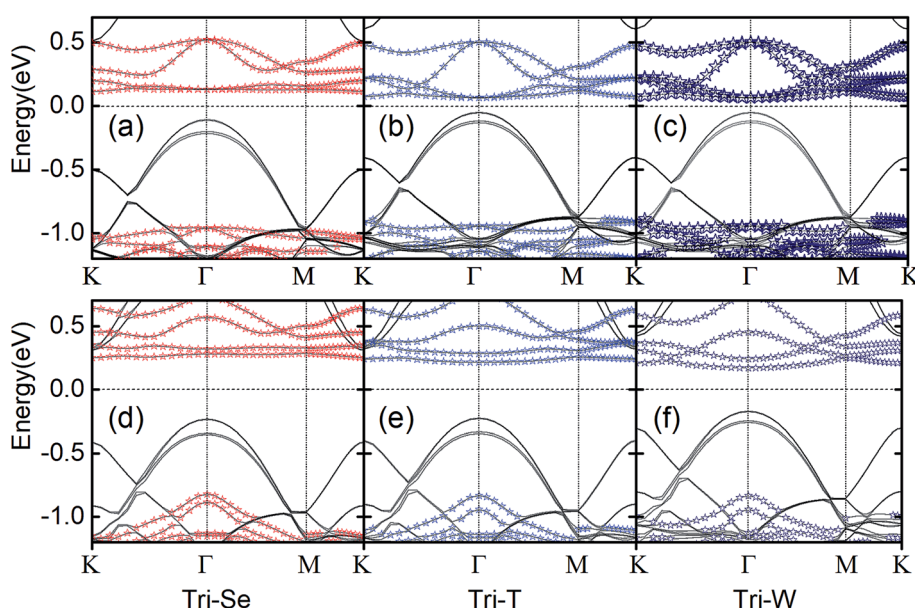 Energy(eV)
0.5
0.0
-0.5
-1.0
(a)
(b)
(c)
K Γ M K Γ M K Γ M K
Energy(eV)
0.5
0.0
-0.5
-1.0
(d)
(e)
(f)
K Γ M K Γ M K Γ M K
Tri-Se Tri-T Tri-W